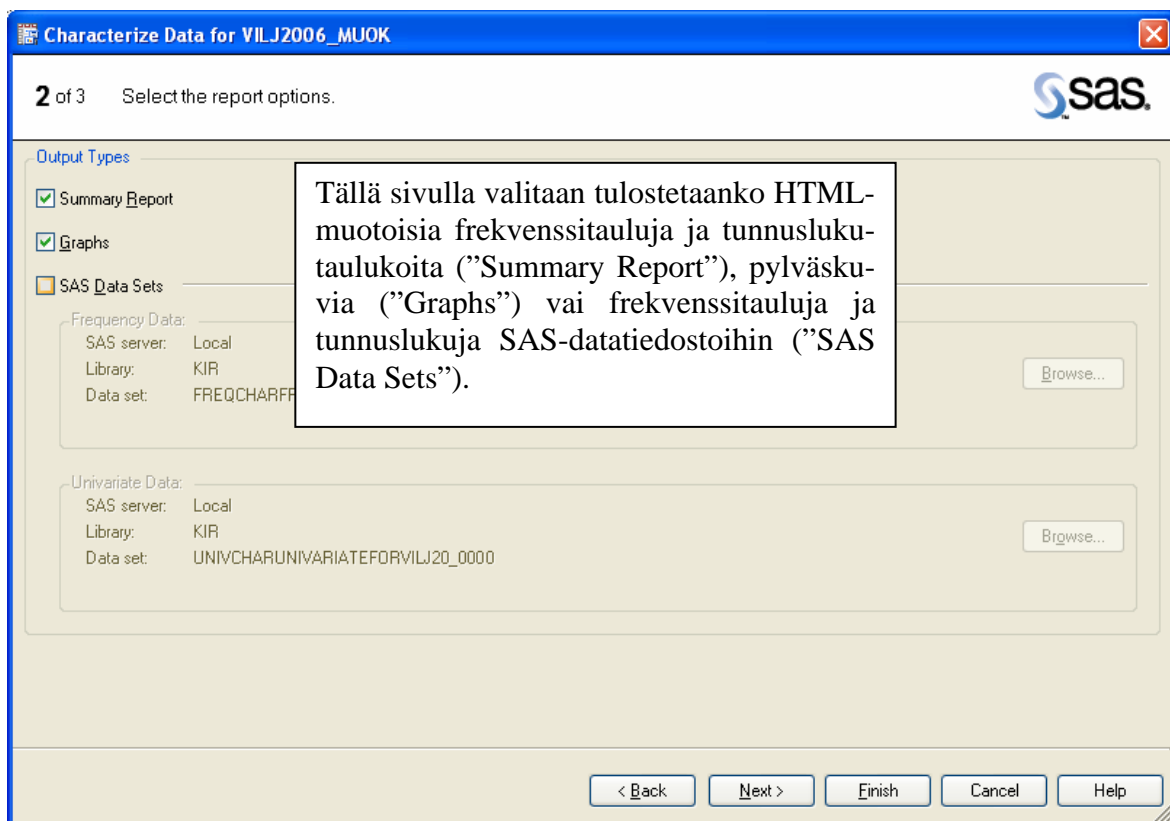 Characterize Data for VILJ2006_MUOK
2 of 3 Select the report options.
sas.
TM
Output Types
Summary Report
Graphs
SAS Data Sets
Tällä sivulla valitaan tulostetaanko HTML-
muotoisia frekvenssitauluja ja tunnusluku-
taulukoita ("Summary Report"), pylväsku-
via ("Graphs") vai frekvenssitauluja ja
tunnuslukuja SAS-datatiedostoihin ("SAS
Data Sets").
Frequency Data:
SAS server: Local
Library: KIR
Data set: FREQCHARFR
Browse...
Univariate Data:
SAS server: Local
Library: KIR
Data set: UNIVCHARUNIVARIATEFORVILJ20_0000
Browse...
< Back Next > Finish Cancel Help